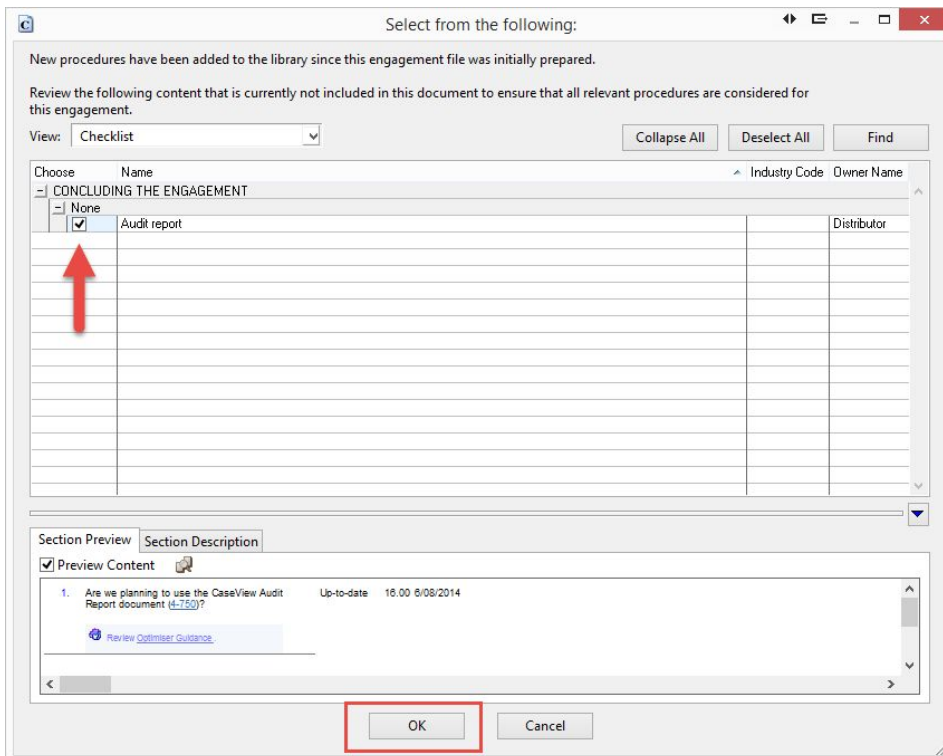 Select from the following:
New procedures have been added to the library since this engagement file was initially prepared.
Review the following content that is currently not included in this document to ensure that all relevant procedures are considered for
this engagement.
View: Checklist Collapse All Deselect All Find
Choose Name Industry Code Owner Name
CONCLUDING THE ENGAGEMENT
None
Audit report Distributor
Section Preview Section Description
Preview Content
1. Are we planning to use the CaseView Audit Up-to-date 16.00 6/08/2014
Report document (4-750)?
Review Optimiser Guidance.
OK Cancel